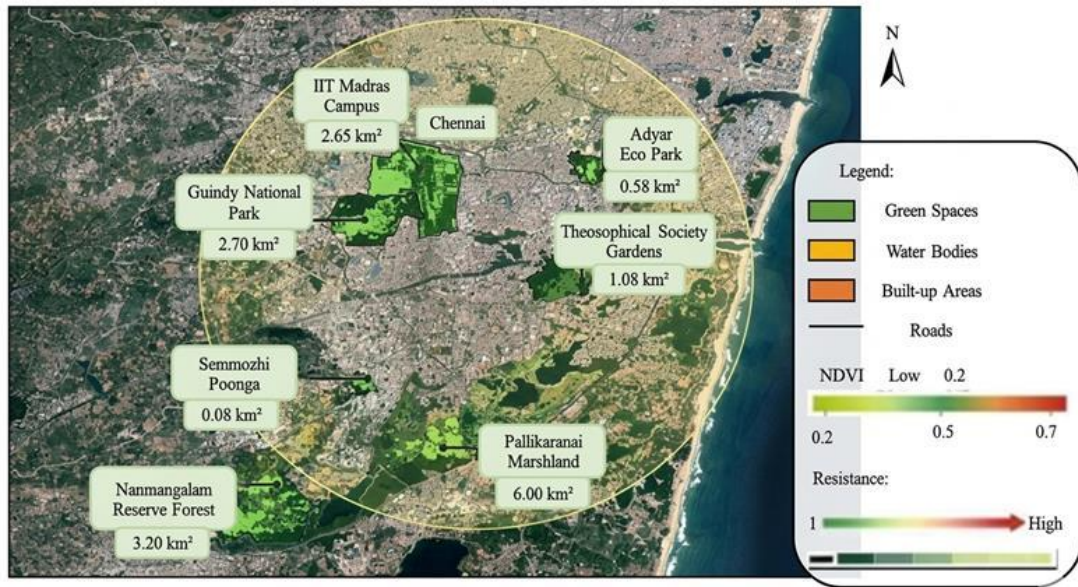 N
IIT Madras
Campus
2.65 km²
Chennai
Adyar
Eco Park
0.58 km²
Guindy National
Park
2.70 km²
Theosophical Society
Gardens
1.08 km²
Semmozhi
Poonga
0.08 km²
Pallikaranai
Marshland
6.00 km²
Nanmangalam
Reserve Forest
3.20 km²
Legend:
Green Spaces
Water Bodies
Built-up Areas
Roads
NDVI Low 0.2
0.2 0.5 0.7
Resistance:
1 High